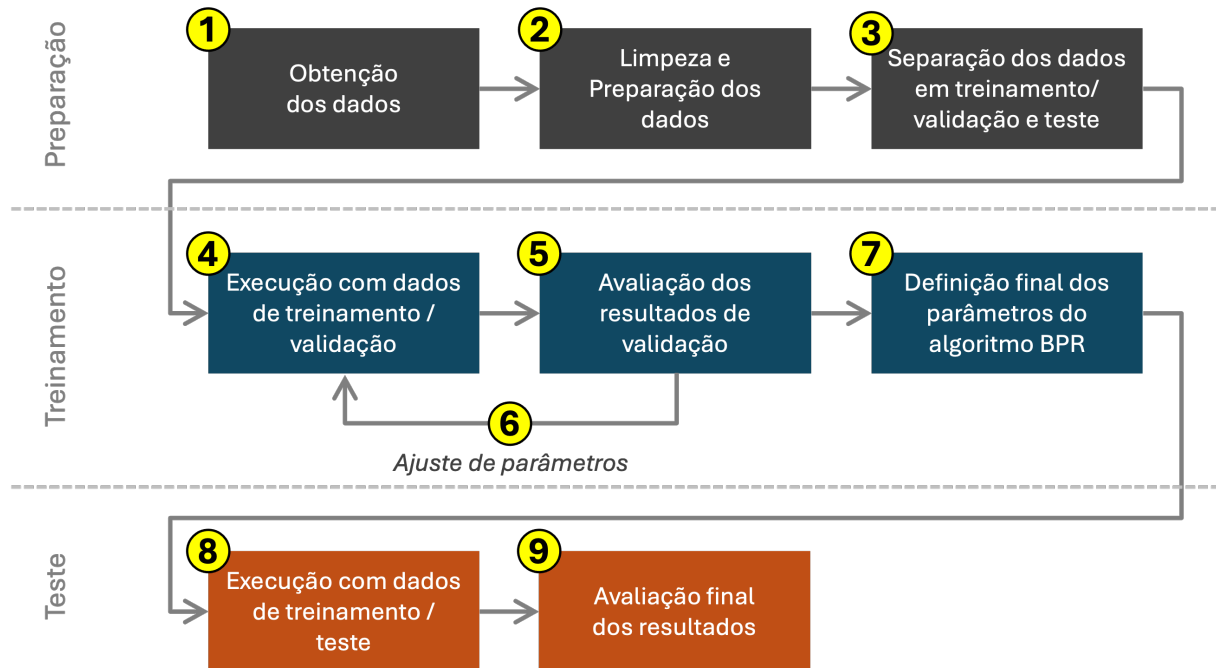 Preparação
1
Obtenção
dos dados
2
Limpeza e
Preparação dos
dados
3
Separação dos dados
em treinamento/
validação e teste
Treinamento
4
Execução com dados
de treinamento /
validação
5
Avaliação dos
resultados de
validação
7
Definição final dos
parâmetros do
algoritmo BPR
6
Ajuste de parâmetros
Teste
8
Execução com dados
de treinamento /
teste
9
Avaliação final
dos resultados